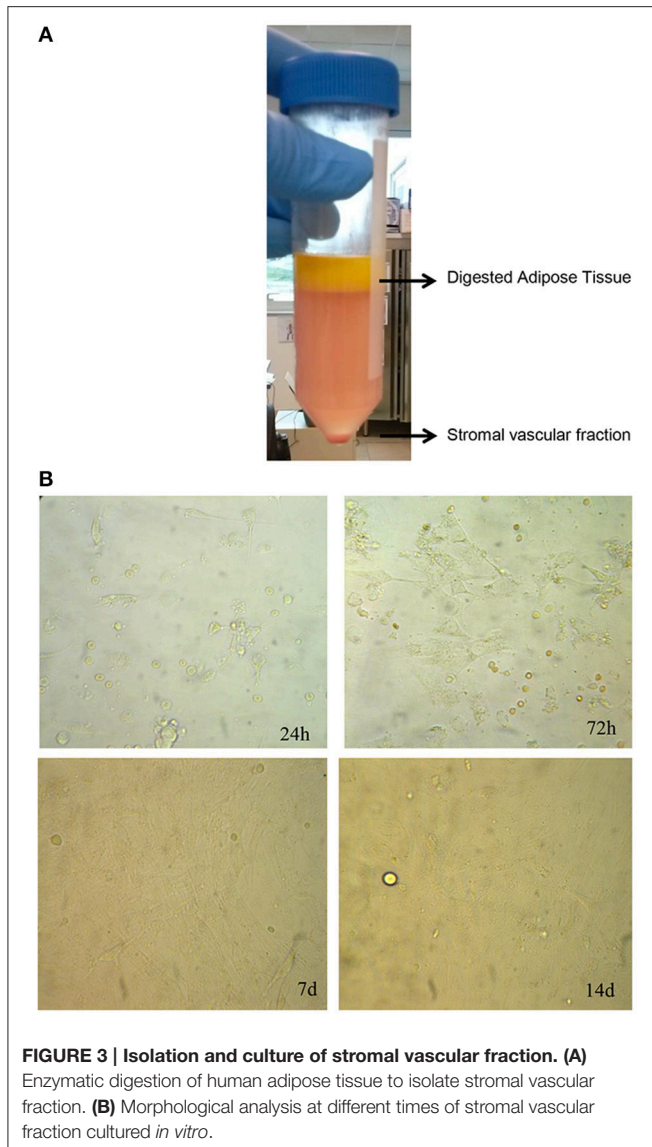 A
Digested Adipose Tissue
Stromal vascular fraction
B
24h
72h
7d
14d
FIGURE 3 | Isolation and culture of stromal vascular fraction. (A)
Enzymatic digestion of human adipose tissue to isolate stromal vascular
fraction. (B) Morphological analysis at different times of stromal vascular
fraction cultured in vitro.